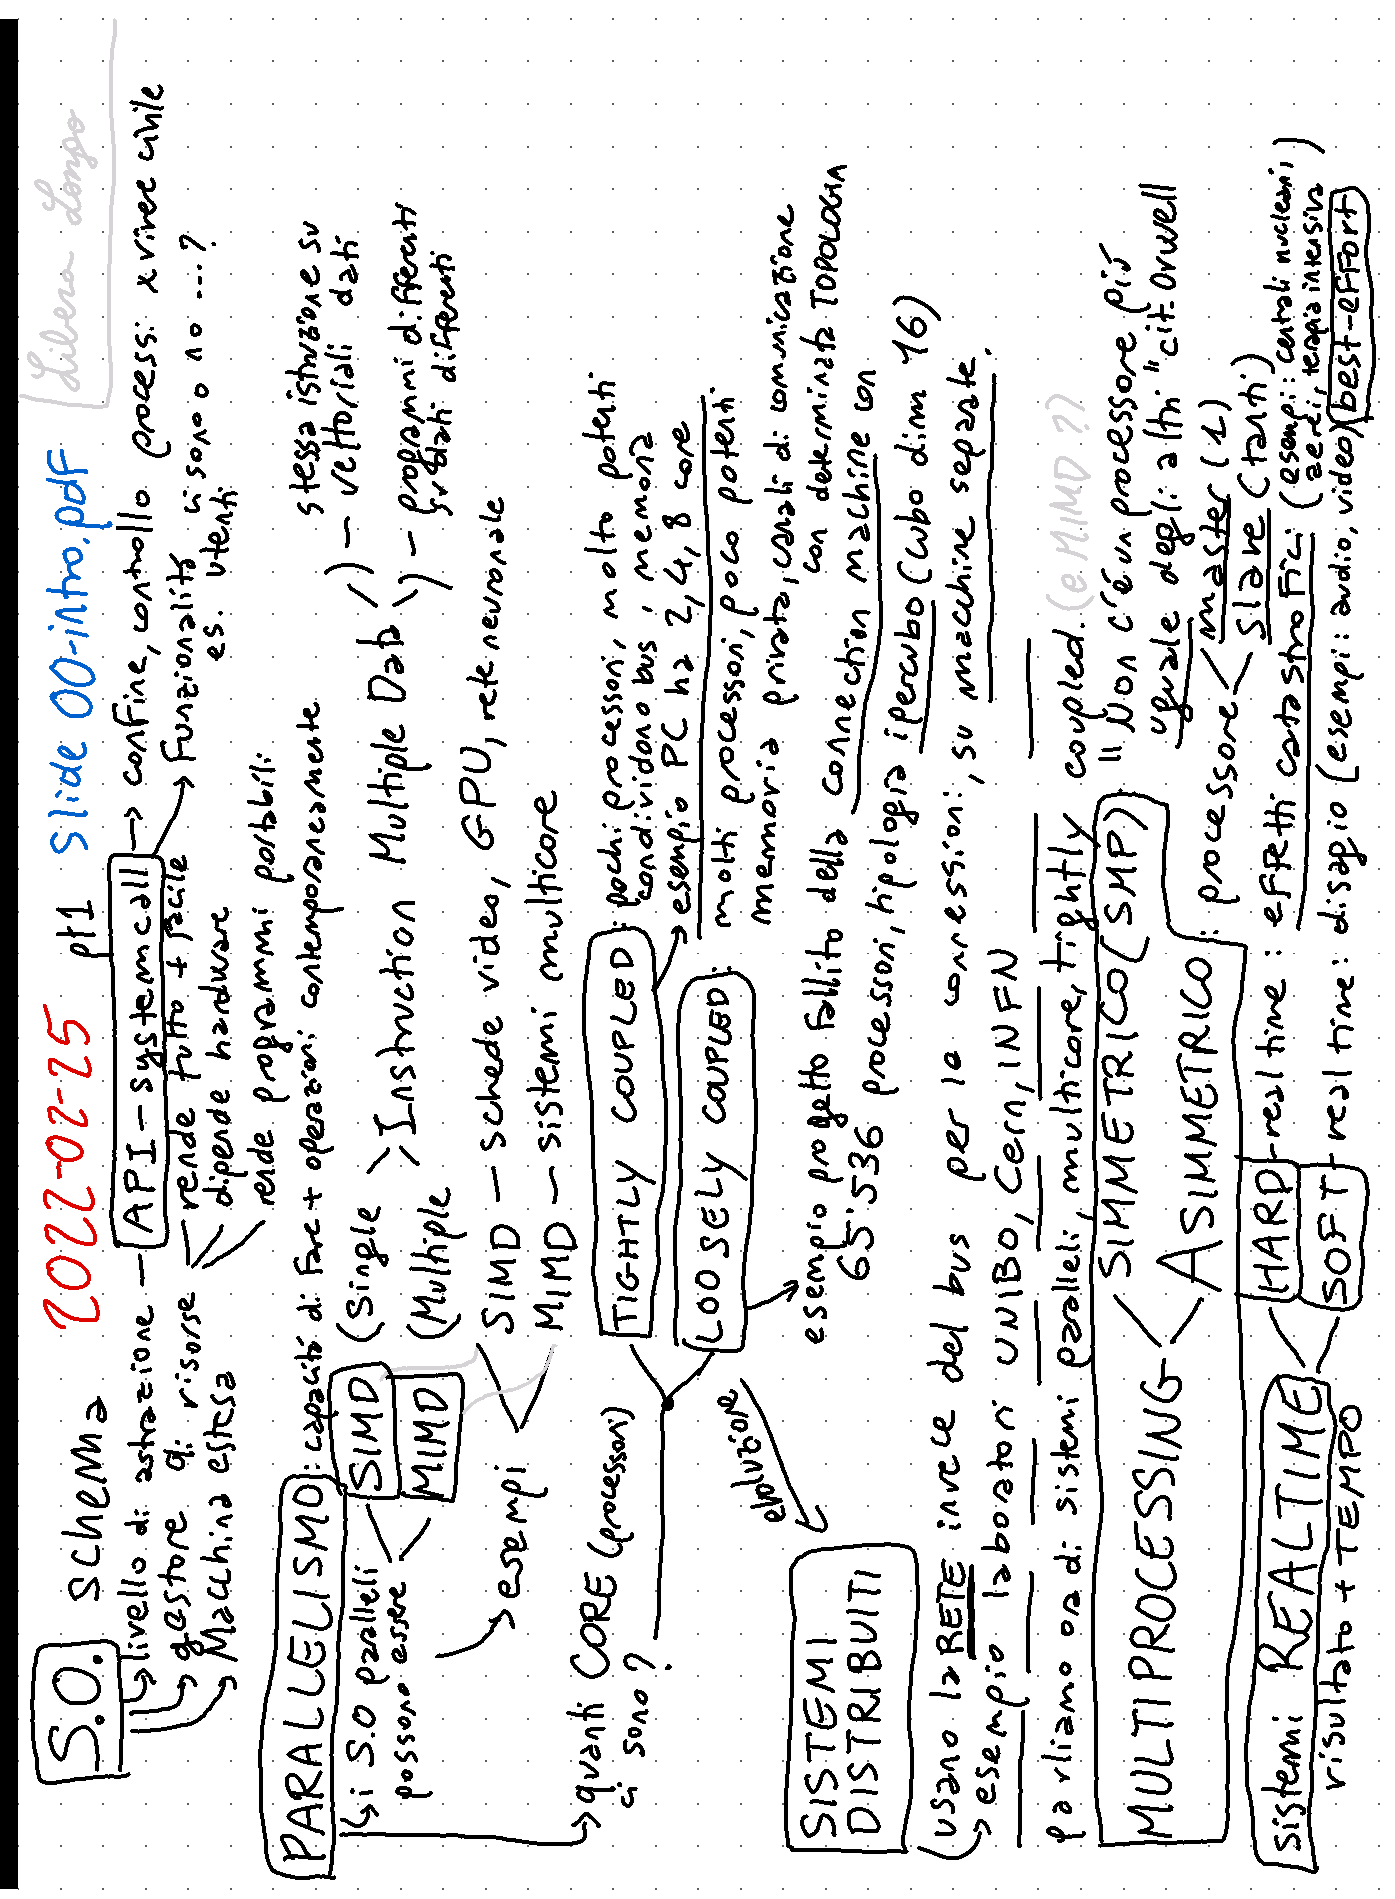 S.O. schema 2022-02-25 pt1 slide 00-intro.pdf Libera Longo
livello di astrazione — API - systemcall → confine, controllo processi x vivere civile
→ Funzionalità ci sono o no ....?
es. utenti
gestore di risorse — rende tutto + facile
dipende hardware
Macchina estesa rende programmi portabili
PARALLELISMO: capacità di fare + operazioni contemporaneamente
i S.O paralleli possono essere
SIMD (Single > Instruction Multiple Data) — stessa istruzione su vettoriali dati
MIMD (Multiple ) — programmi differenti su dati differenti
→ esempi
SIMD — schede video, GPU, rete neuronale
MIMD — sistemi multicore
→ quanti CORE (processori)
ci sono?
TIGHTLY COUPLED: pochi processori, molto potenti
condividono bus, memoria
→ esempio PC ha 2, 4, 8 core
LOOSELY COUPLED: molti processori, poco potenti
memoria privata, canali di comunicazione
con determinata TOPOLOGIA
esempio progetto fallito della connection machine con
65'536 processori, tipologia ipercubo (cubo dim 16)
evoluzione
SISTEMI
DISTRIBUITI
usano la RETE invece del bus per le connessioni, su macchine separate.
→ esempio laboratori UNIBO, Cern, INFN
parliamo ora di sistemi paralleli, multicore, tightly coupled. (e MIMD ??)
MULTIPROCESSING
SIMMETRICO (SMP): "Non c'é un processore più
uguale degli altri" cit. Orwell
ASIMMETRICO: processore < master (1)
slave (tanti)
Sistemi REALTIME
risultato + TEMPO
HARD - real time: effetti catastrofici (esempi: centrali nucleari,
aerei, terapia intensiva)
SOFT - real time: disagio (esempi: audio, video) best-effort